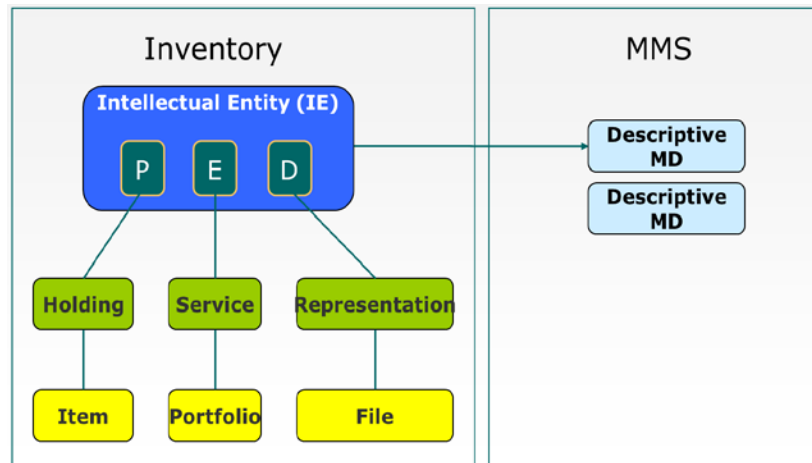 Inventory
MMS
Intellectual Entity (IE)
P
E
D
Descriptive
MD
Descriptive
MD
Holding
Service
Representation
Item
Portfolio
File